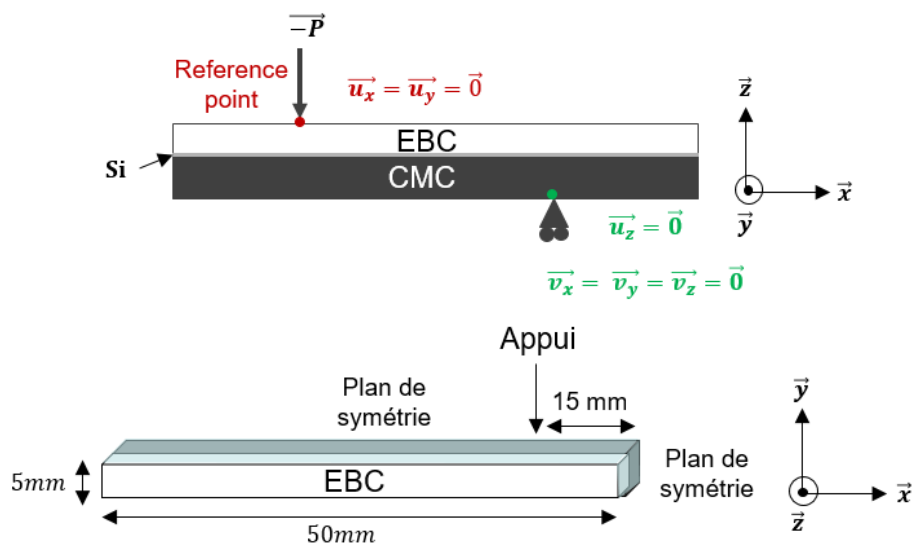 −P
Reference
point
u_x = u_y = 0
z
EBC
Si
CMC
x
y
u_z = 0
v_x = v_y = v_z = 0
Appui
Plan de
symétrie
15 mm
y
5mm
EBC
Plan de
symétrie
x
z
50mm